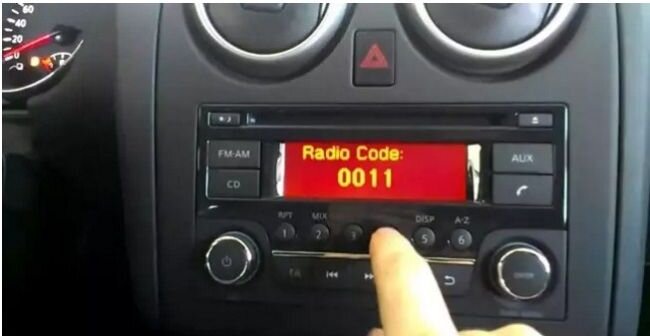 60
40
20
0
FM·AM
CD
Radio Code:
0011
AUX
RPT
MIX
DISP
A-Z
1
2
3
5
6
ENTER